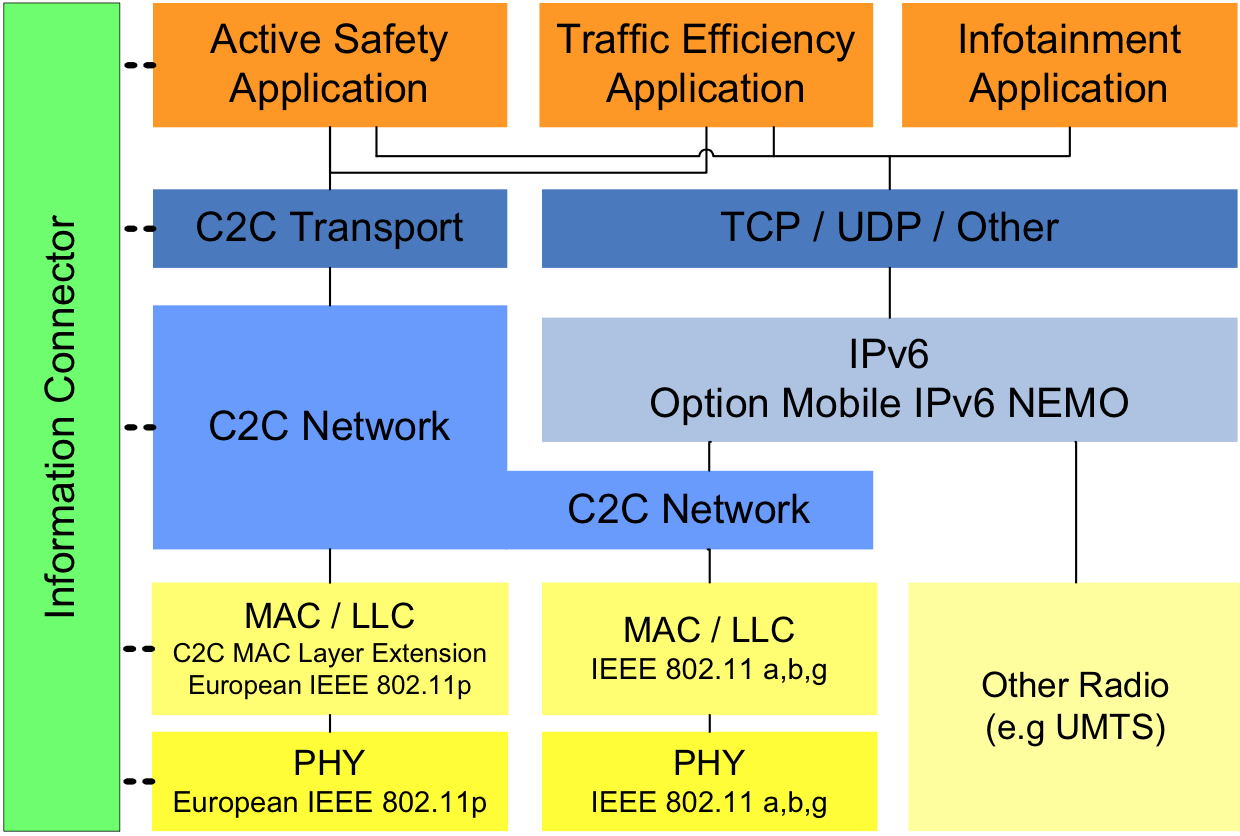 Information Connector
Active Safety
Application
Traffic Efficiency
Application
Infotainment
Application
C2C Transport
TCP / UDP / Other
C2C Network
IPv6
Option Mobile IPv6 NEMO
C2C Network
MAC / LLC
C2C MAC Layer Extension
European IEEE 802.11p
MAC / LLC
IEEE 802.11 a,b,g
Other Radio
(e.g UMTS)
PHY
European IEEE 802.11p
PHY
IEEE 802.11 a,b,g